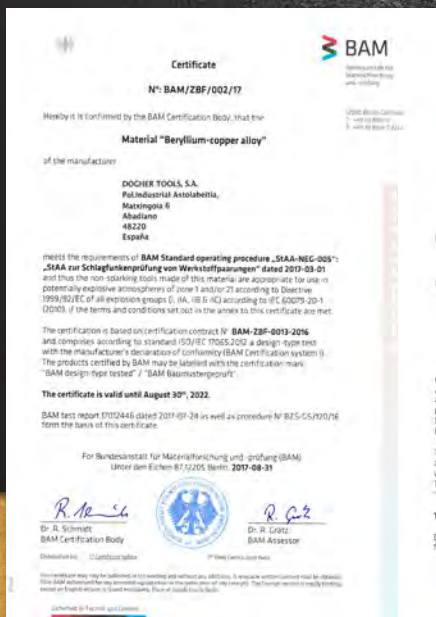 BAM
Certificate
N°: BAM/ZBF/002/17
Hereby it is confirmed by the BAM Certification Body, that the
Material "Beryllium-copper alloy"
of the manufacturer
DOGHER TOOLS, S.A.
Pol.Industrial Astolabeitia,
Matxingoia 6
Abadiano
48220
España
meets the requirements of BAM Standard operating procedure „StAA-NEG-005":
„StAA zur Schlagfunkenprüfung von Werkstoffpaarungen" dated 2017-03-01
and thus the non-sparking tools made of this material are appropriate for use in
potentially explosive atmospheres of zone 1 and/or 21 according to Directive
1999/92/EC of all explosion groups (I, IIA, IIB & IIC) according to IEC 60079-20-1
(2010), if the terms and conditions set out in the annex to this certificate are met.
The certification is based on certification contract N° BAM-ZBF-0013-2016
and comprises according to standard ISO/IEC 17065:2012 a design-type test
with the manufacturer's declaration of conformity (BAM Certification system I).
The products certified by BAM may be labelled with the certification mark
"BAM design-type tested" / "BAM Baumustergeprüft".
The certificate is valid until August 30th, 2022.
BAM test report 17012446 dated 2017-07-24 as well as procedure N° BZS-GS/120/16
form the basis of this certificate.
For Bundesanstalt für Materialforschung und -prüfung (BAM)
Unter den Eichen 87, 12205 Berlin, 2017-08-31
Dr. R. Schmidt
BAM Certification Body
Dr. R. Grätz
BAM Assessor
Sicherheit in Technik und Chemie